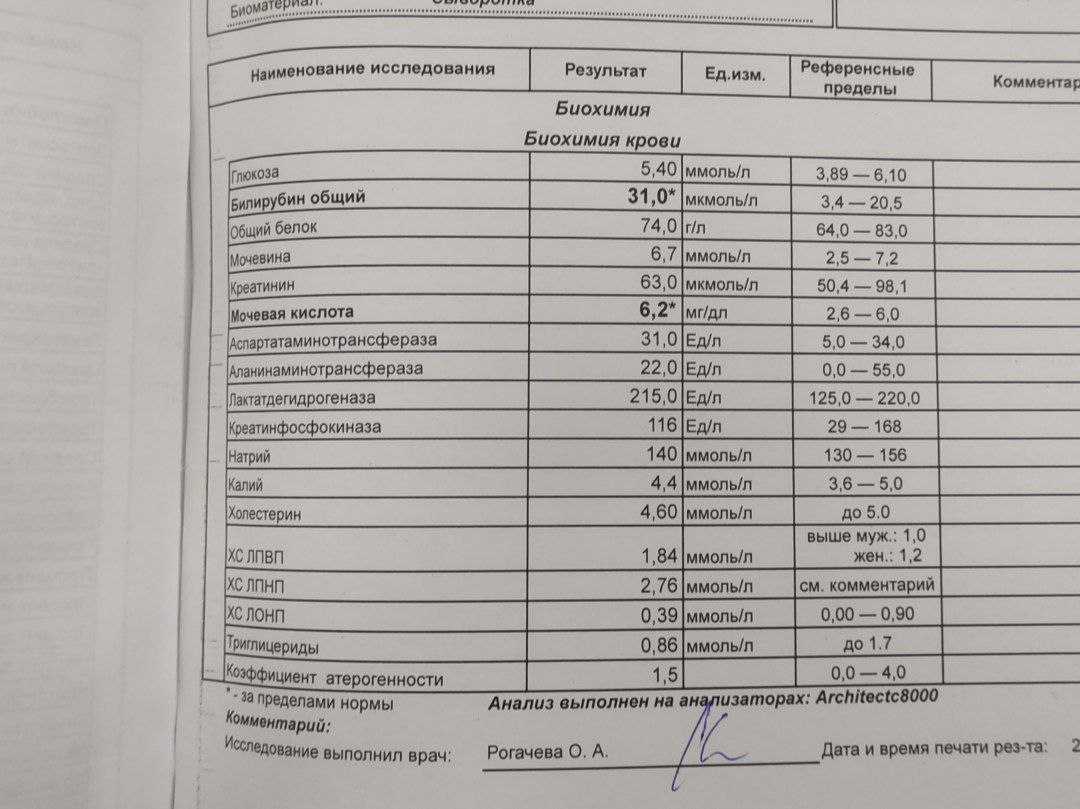 Биоматериал: Сыворотка
Наименование исследования Результат Ед.изм. Референсные пределы
Биохимия
Биохимия крови
Глюкоза 5,40 ммоль/л 3,89 — 6,10
Билирубин общий 31,0* мкмоль/л 3,4 — 20,5
Общий белок 74,0 г/л 64,0 — 83,0
Мочевина 6,7 ммоль/л 2,5 — 7,2
Креатинин 63,0 мкмоль/л 50,4 — 98,1
Мочевая кислота 6,2* мг/дл 2,6 — 6,0
Аспартатаминотрансфераза 31,0 Ед/л 5,0 — 34,0
Аланинаминотрансфераза 22,0 Ед/л 0,0 — 55,0
Лактатдегидрогеназа 215,0 Ед/л 125,0 — 220,0
Креатинфосфокиназа 116 Ед/л 29 — 168
Натрий 140 ммоль/л 130 — 156
Калий 4,4 ммоль/л 3,6 — 5,0
Холестерин 4,60 ммоль/л до 5.0
ХС ЛПВП 1,84 ммоль/л выше муж.: 1,0
жен.: 1,2
ХС ЛПНП 2,76 ммоль/л см. комментарий
ХС ЛОНП 0,39 ммоль/л 0,00 — 0,90
Триглицериды 0,86 ммоль/л до 1.7
Коэффициент атерогенности 1,5 0,0 — 4,0
* - за пределами нормы Анализ выполнен на анализаторах: Architectc8000
Комментарий:
Исследование выполнил врач: Рогачева О. А. Дата и время печати рез-та: